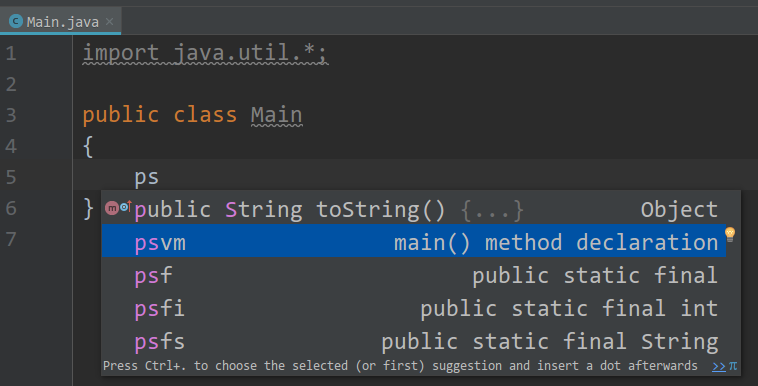 Main.java
1 import java.util.*;
2
3 public class Main
4 {
5 ps
6 }
7
public String toString() {...} Object
psvm main() method declaration
psf public static final
psfi public static final int
psfs public static final String
Press Ctrl+. to choose the selected (or first) suggestion and insert a dot afterwards >> π